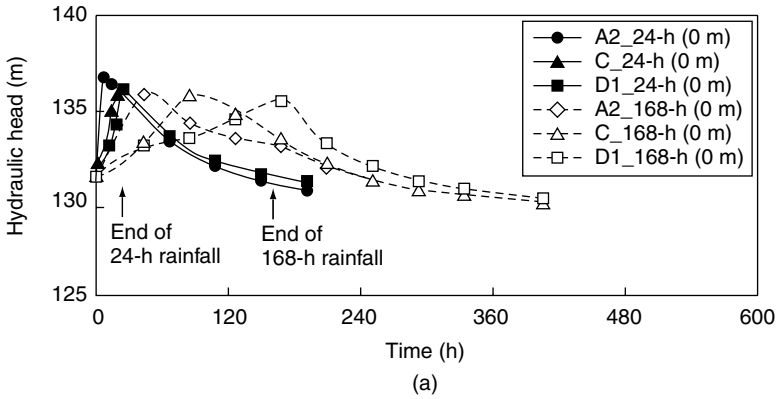 140
135
130
125
Hydraulic head (m)
A2_24-h (0 m)
C_24-h (0 m)
D1_24-h (0 m)
A2_168-h (0 m)
C_168-h (0 m)
D1_168-h (0 m)
End of
24-h rainfall
End of
168-h rainfall
0 120 240 360 480 600
Time (h)
(a)